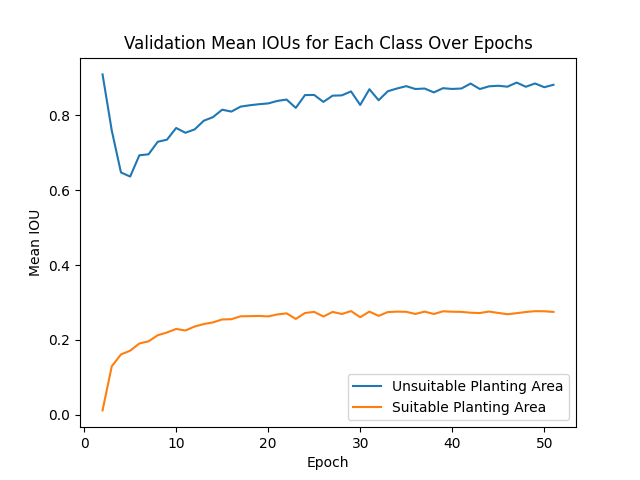 Validation Mean IOUs for Each Class Over Epochs
Mean IOU
0.8
0.6
0.4
0.2
0.0
Unsuitable Planting Area
Suitable Planting Area
0 10 20 30 40 50
Epoch